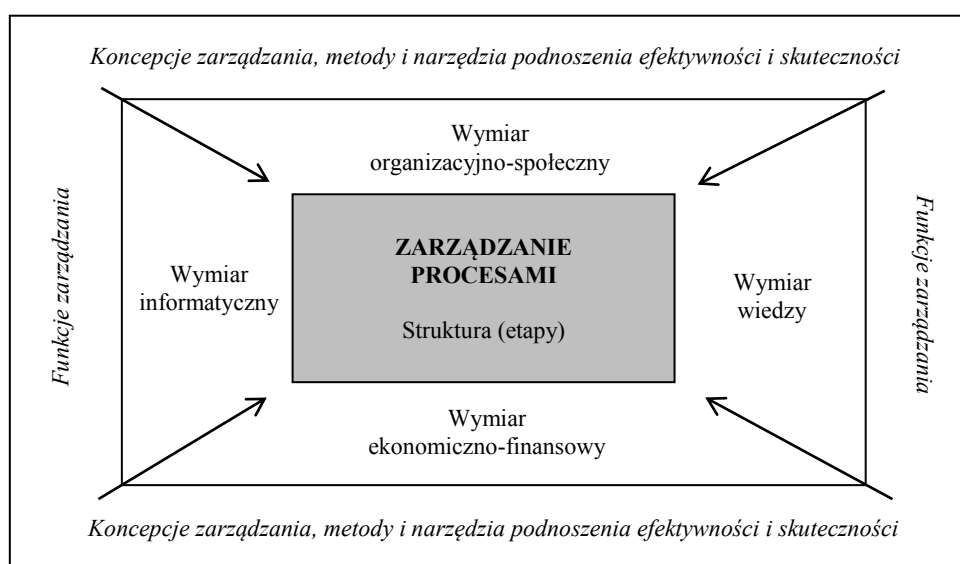 Koncepcje zarządzania, metody i narzędzia podnoszenia efektywności i skuteczności
Wymiar
organizacyjno-społeczny
Funkcje zarządzania
Wymiar
informatyczny
ZARZĄDZANIE
PROCESAMI
Struktura (etapy)
Wymiar
wiedzy
Funkcje zarządzania
Wymiar
ekonomiczno-finansowy
Koncepcje zarządzania, metody i narzędzia podnoszenia efektywności i skuteczności